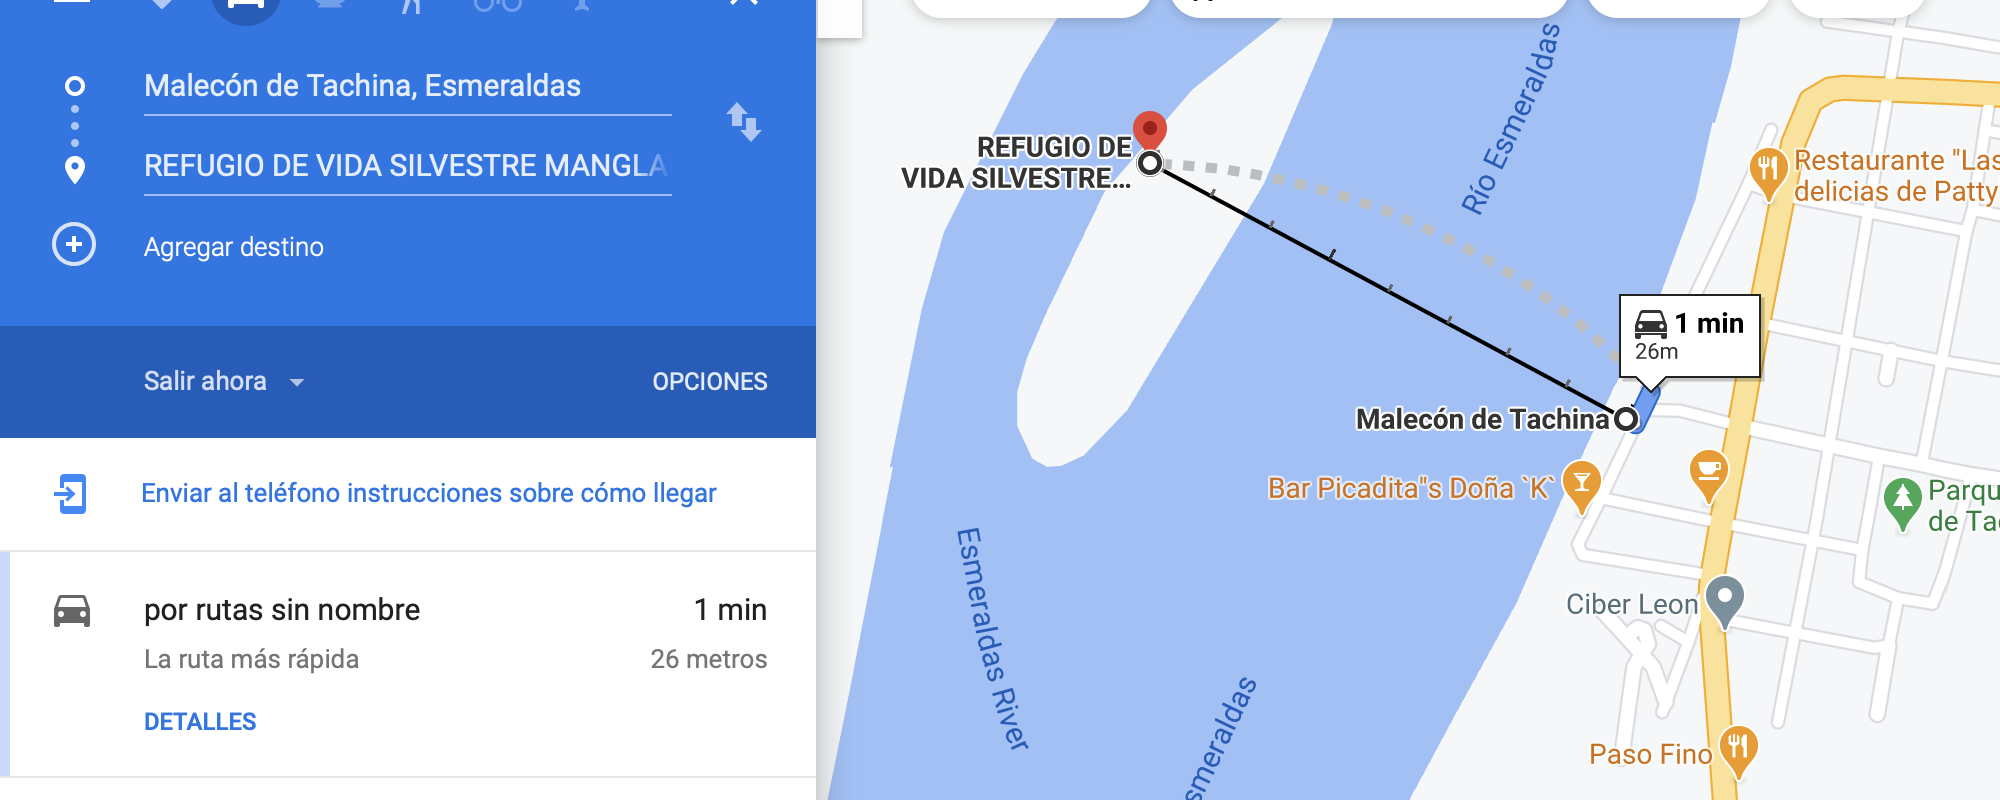 Malecón de Tachina, Esmeraldas
REFUGIO DE VIDA SILVESTRE MANGLA
Agregar destino
Salir ahora
OPCIONES
Enviar al teléfono instrucciones sobre cómo llegar
por rutas sin nombre
1 min
La ruta más rápida
26 metros
DETALLES
REFUGIO DE
VIDA SILVESTRE...
Río Esmeraldas
Restaurante "Las
delicias de Patty
1 min
26m
Malecón de Tachina
Bar Picadita"s Doña `K`
Parqu
de Ta
Esmeraldas River
Ciber Leon
smeraldas
Paso Fino